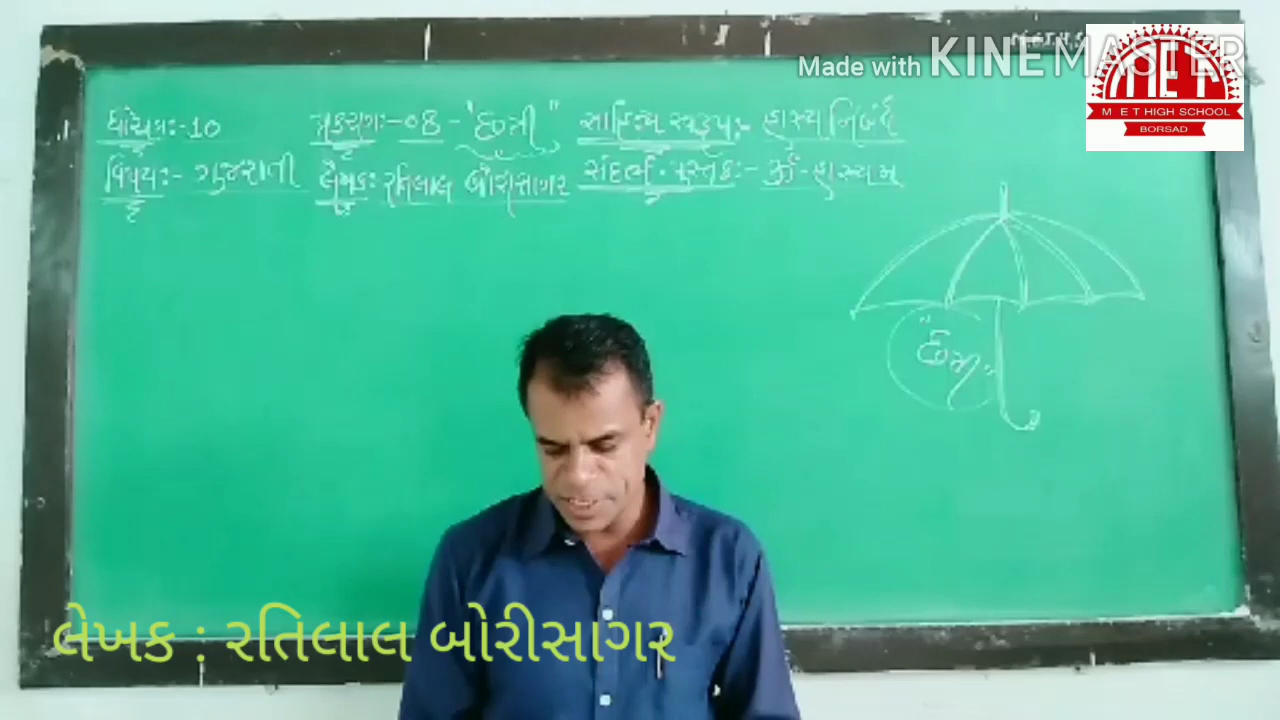 Made with KINEMASTER
M E T HIGH SCHOOL
BORSAD
ધોરણ:-10 પ્રકરણ:-08-"છત્રી" સાહિત્ય સ્વરૂપ:- હાસ્ય નિબંધ
વિષય:- ગુજરાતી લેખક: રતિલાલ બોરીસાગર સંદર્ભ પુસ્તક:- ૐ-હાસ્યમ
"છત્રી"
લેખક : રતિલાલ બોરીસાગર